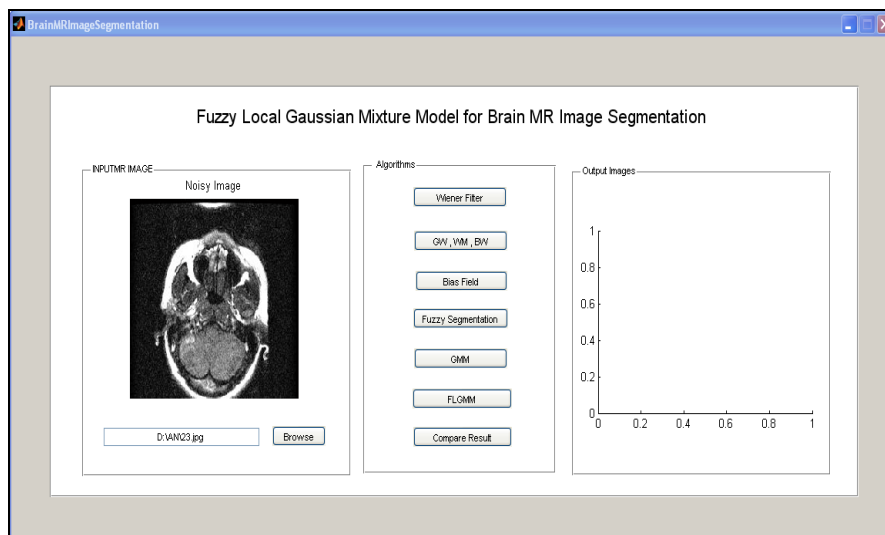 BrainMRImageSegmentation
Fuzzy Local Gaussian Mixture Model for Brain MR Image Segmentation
INPUTMR IMAGE
Noisy Image
D:\AN\23.jpg
Browse
Algorithms
Wiener Filter
GW , WM , BW
Bias Field
Fuzzy Segmentation
GMM
FLGMM
Compare Result
Output Images
1
0.8
0.6
0.4
0.2
0
0 0.2 0.4 0.6 0.8 1